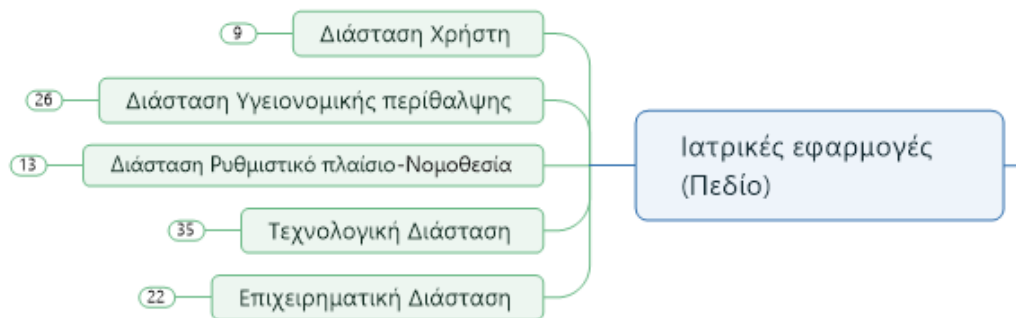 9 Διάσταση Χρήστη
26 Διάσταση Υγειονομικής περίθαλψης
13 Διάσταση Ρυθμιστικό πλαίσιο-Νομοθεσία
35 Τεχνολογική Διάσταση
22 Επιχειρηματική Διάσταση
Ιατρικές εφαρμογές
(Πεδίο)